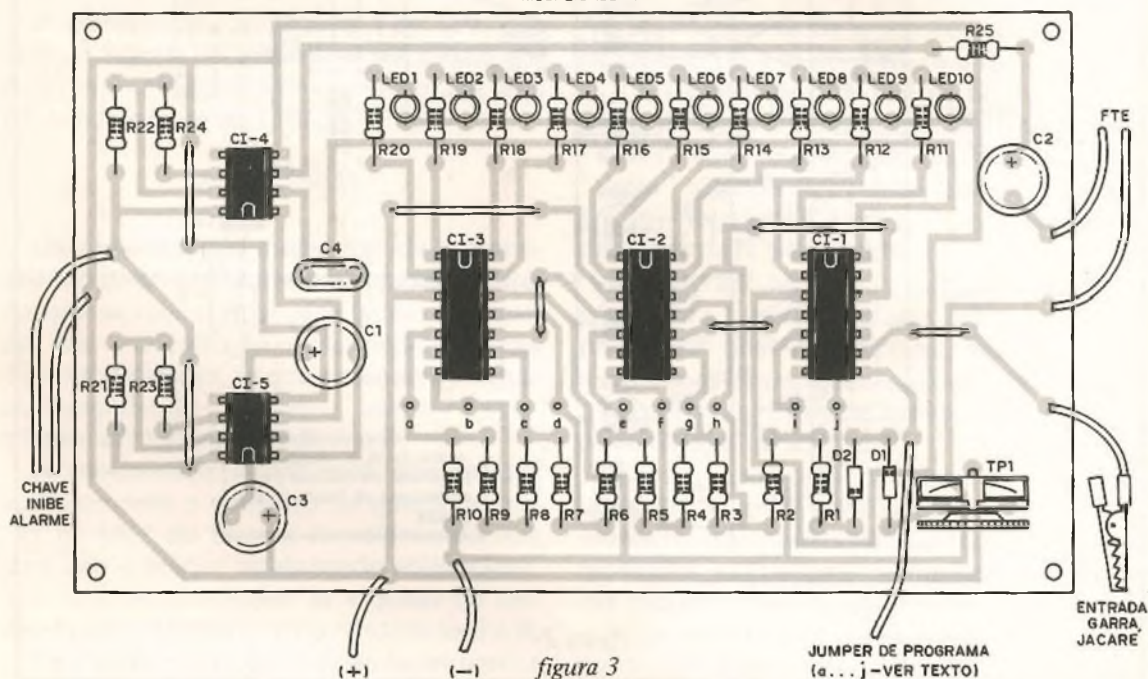 R25
LED1 LED2 LED3 LED4 LED5 LED6 LED7 LED8 LED9 LED10
R22 R24
CI-4
R20 R19 R18 R17 R16 R15 R14 R13 R12 R11
C2
+
FTE
C4
CI-3 CI-2 CI-1
C1
+
R21 R23
CI-5
a b c d e f g h i j
D2 D1
TP1
C3
+
R10 R9 R8 R7 R6 R5 R4 R3 R2 R1
CHAVE
INIBE
ALARME
ENTRADA
GARRA
JACARÉ
(+) (—)
figura 3
JUMPER DE PROGRAMA
(a...j-VER TEXTO)